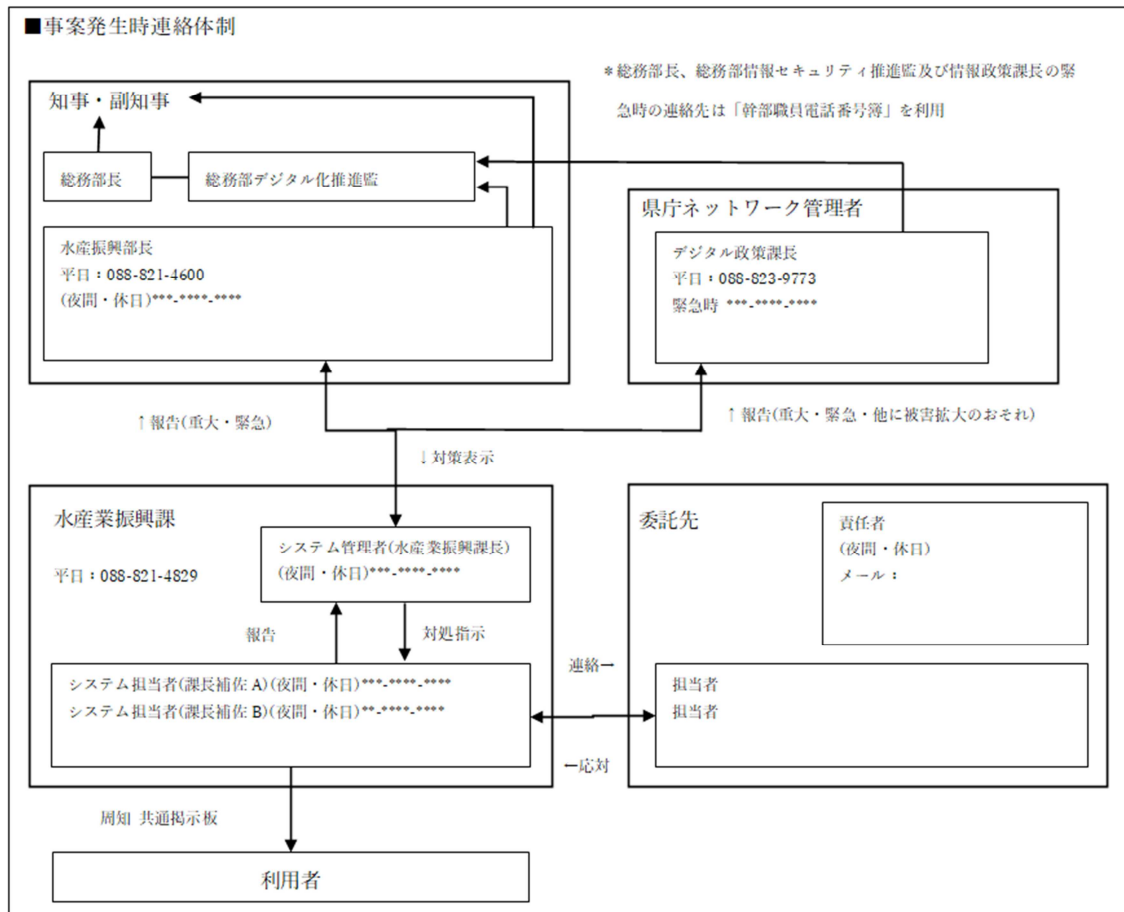 ■事案発生時連絡体制
＊総務部長、総務部情報セキュリティ推進監及び情報政策課長の緊
急時の連絡先は「幹部職員電話番号簿」を利用
知事・副知事
総務部長
総務部デジタル化推進監
水産振興部長
平日：088-821-4600
(夜間・休日)***-****-****
県庁ネットワーク管理者
デジタル政策課長
平日：088-823-9773
緊急時 ***-****-****
↑報告(重大・緊急)
↑報告(重大・緊急・他に被害拡大のおそれ)
↓対策表示
水産業振興課
平日：088-821-4829
システム管理者(水産業振興課長)
(夜間・休日)***-****-****
報告
対処指示
システム担当者(課長補佐 A)(夜間・休日)***-****-****
システム担当者(課長補佐 B)(夜間・休日)**-****-****
連絡→
←応対
委託先
責任者
(夜間・休日)
メール：
担当者
担当者
周知 共通掲示板
利用者